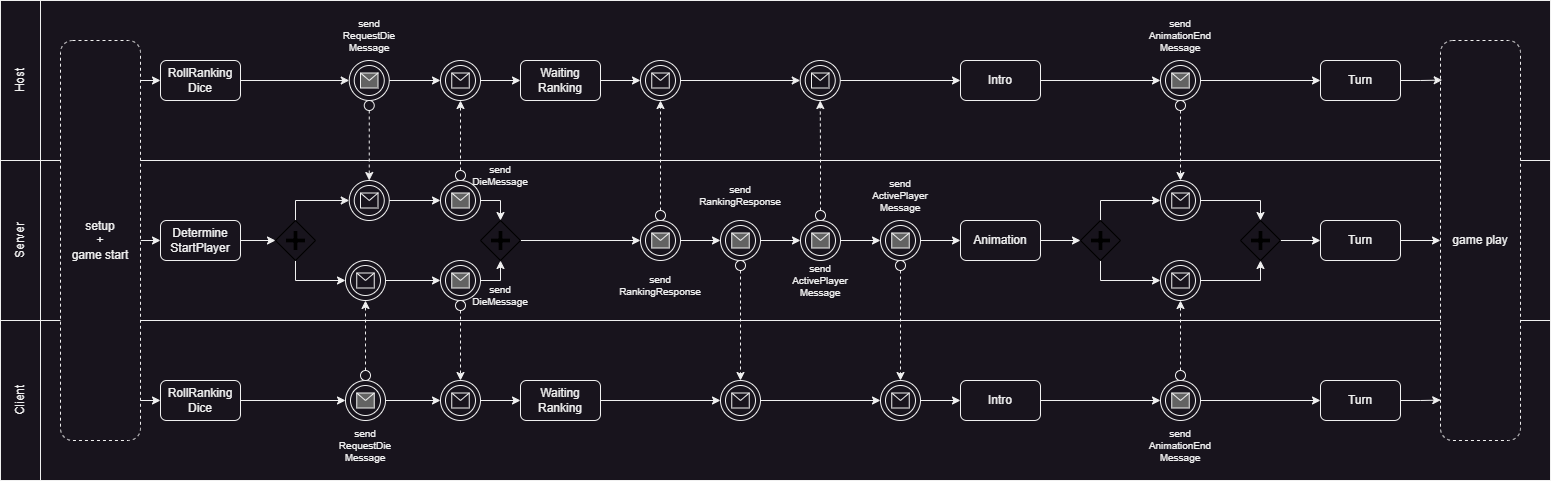 Host
send
RequestDie
Message
send
AnimationEnd
Message
RollRanking
Dice
Waiting
Ranking
Intro
Turn
Server
setup
+
game start
send
DieMessage
send
RankingResponse
send
ActivePlayer
Message
Determine
StartPlayer
Animation
Turn
game play
send
RankingResponse
send
ActivePlayer
Message
send
DieMessage
Client
RollRanking
Dice
Waiting
Ranking
Intro
Turn
send
RequestDie
Message
send
AnimationEnd
Message